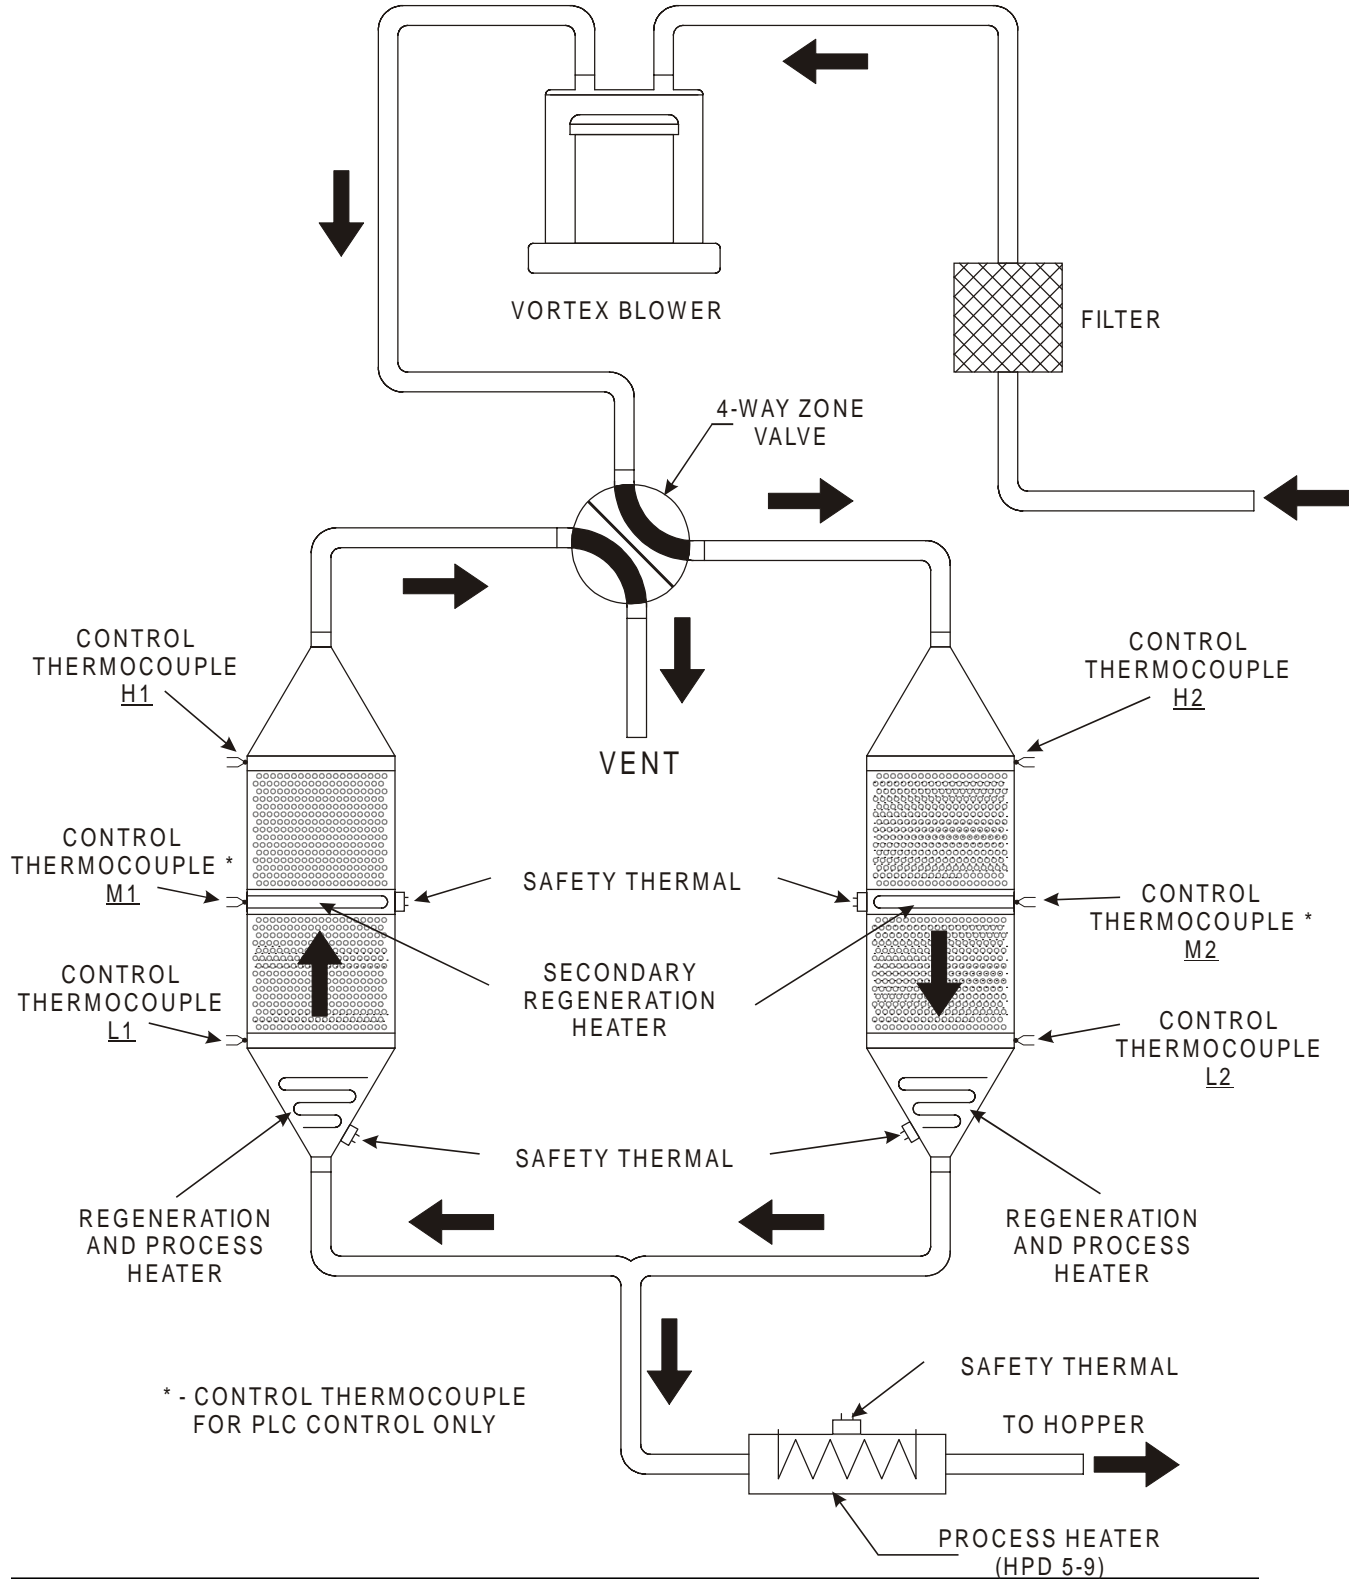 VORTEX BLOWER
FILTER
4-WAY ZONE
VALVE
CONTROL
THERMOCOUPLE
H1
CONTROL
THERMOCOUPLE
H2
VENT
CONTROL
THERMOCOUPLE *
M1
SAFETY THERMAL
CONTROL
THERMOCOUPLE *
M2
CONTROL
THERMOCOUPLE
L1
SECONDARY
REGENERATION
HEATER
CONTROL
THERMOCOUPLE
L2
SAFETY THERMAL
REGENERATION
AND PROCESS
HEATER
REGENERATION
AND PROCESS
HEATER
* - CONTROL THERMOCOUPLE
FOR PLC CONTROL ONLY
SAFETY THERMAL
TO HOPPER
PROCESS HEATER
(HPD 5-9)